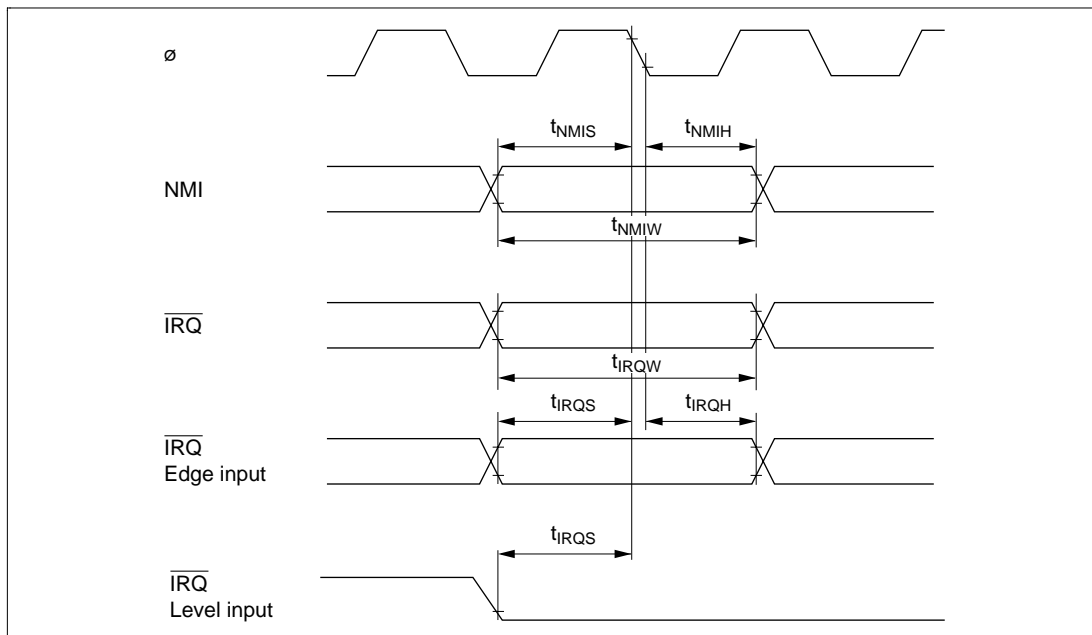 ø
tNMIS
tNMIH
NMI
tNMIW
IRQ
tIRQW
tIRQS
tIRQH
IRQ
Edge input
tIRQS
IRQ
Level input